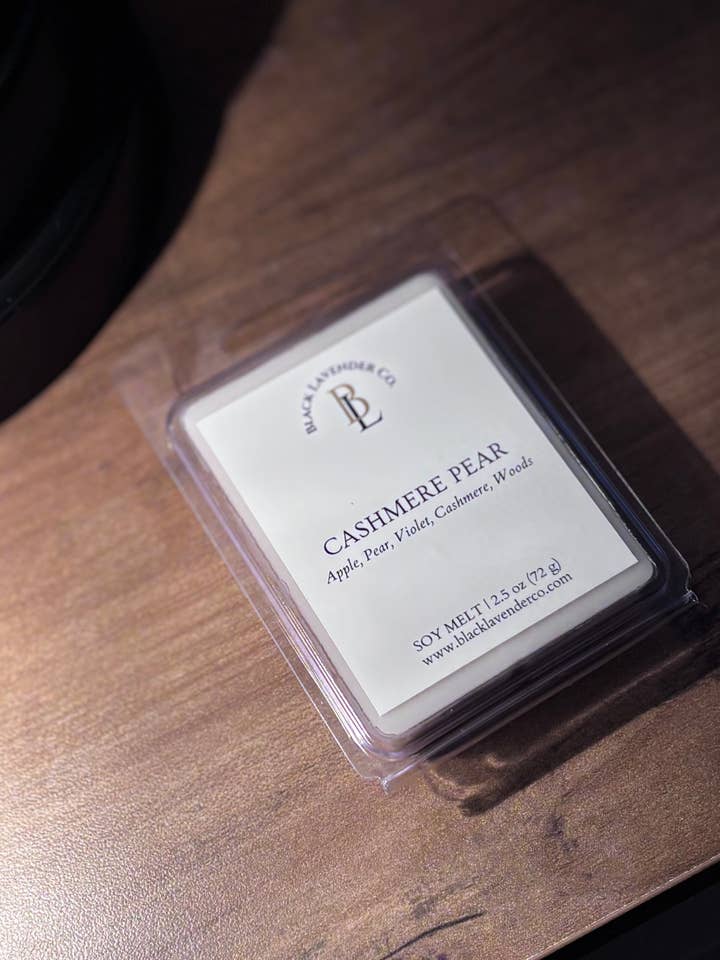 BLACK LAVENDER CO.
BL
CASHMERE PEAR
Apple, Pear, Violet, Cashmere, Woods
SOY MELT | 2.5 oz (72 g)
www.blacklavenderco.com